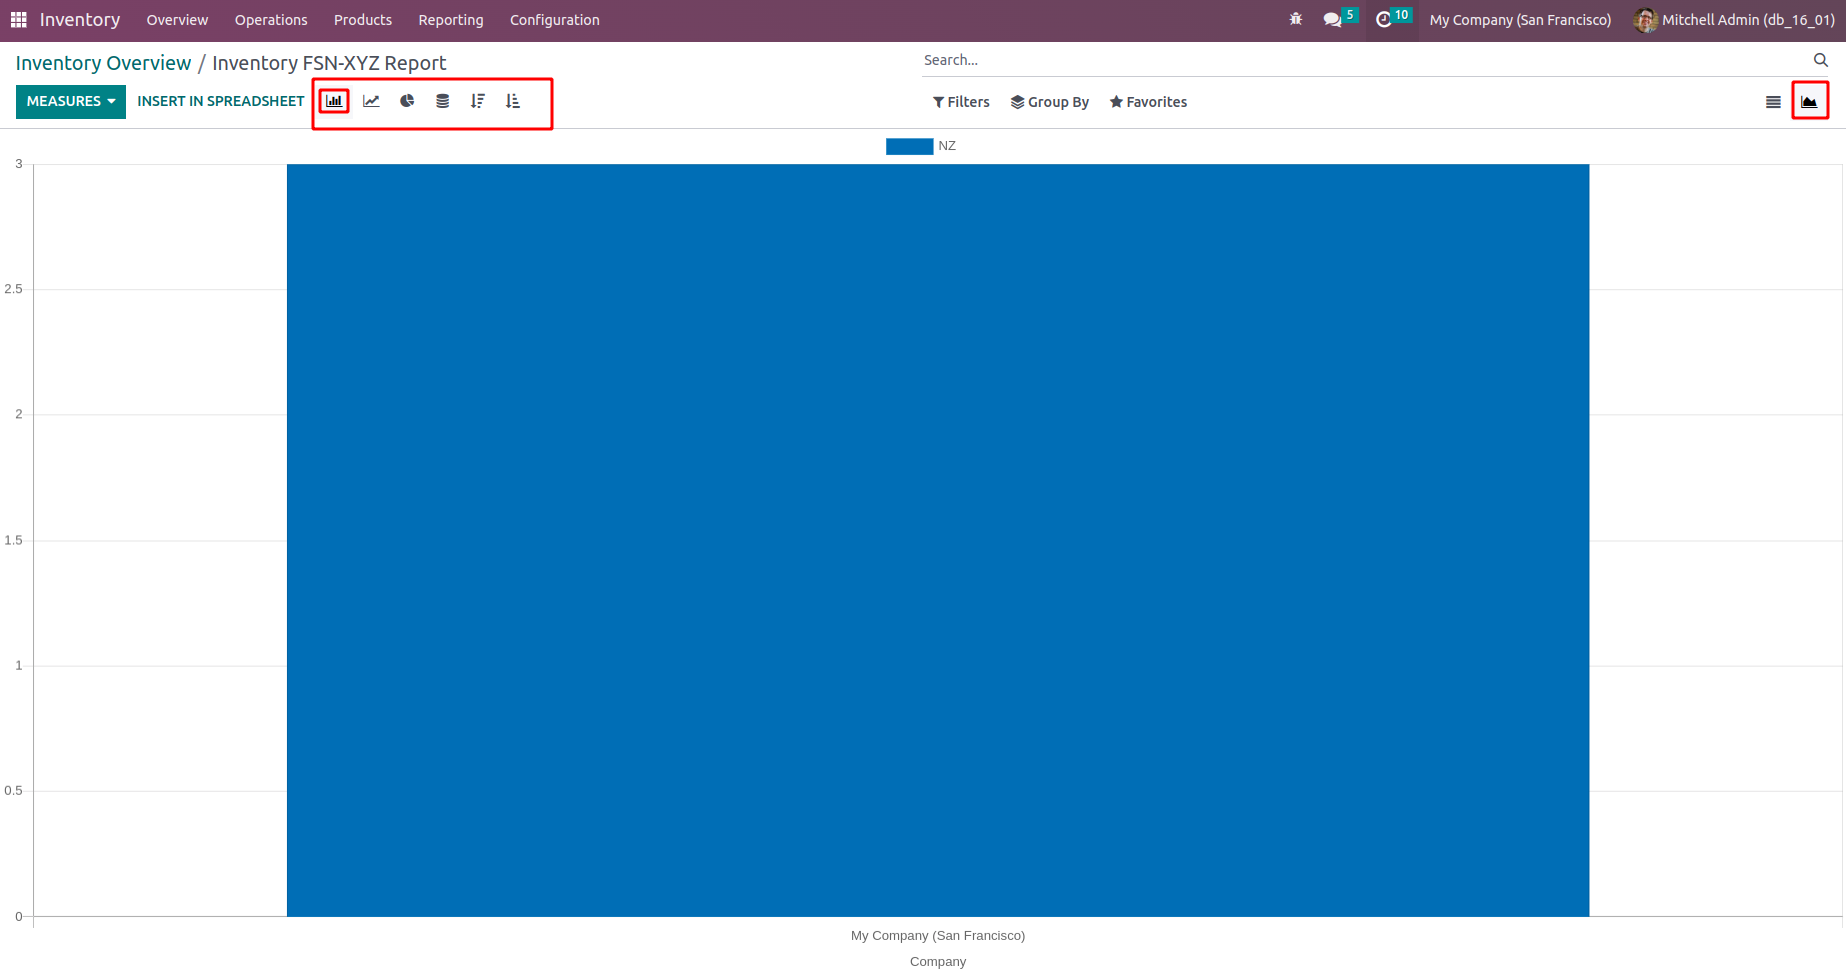 Inventory Overview Operations Products Reporting Configuration 5 10 My Company (San Francisco) Mitchell Admin (db_16_01)
Inventory Overview / Inventory FSN-XYZ Report Search...
MEASURES INSERT IN SPREADSHEET Filters Group By Favorites
NZ
3
2.5
2
1.5
1
0.5
0
My Company (San Francisco)
Company